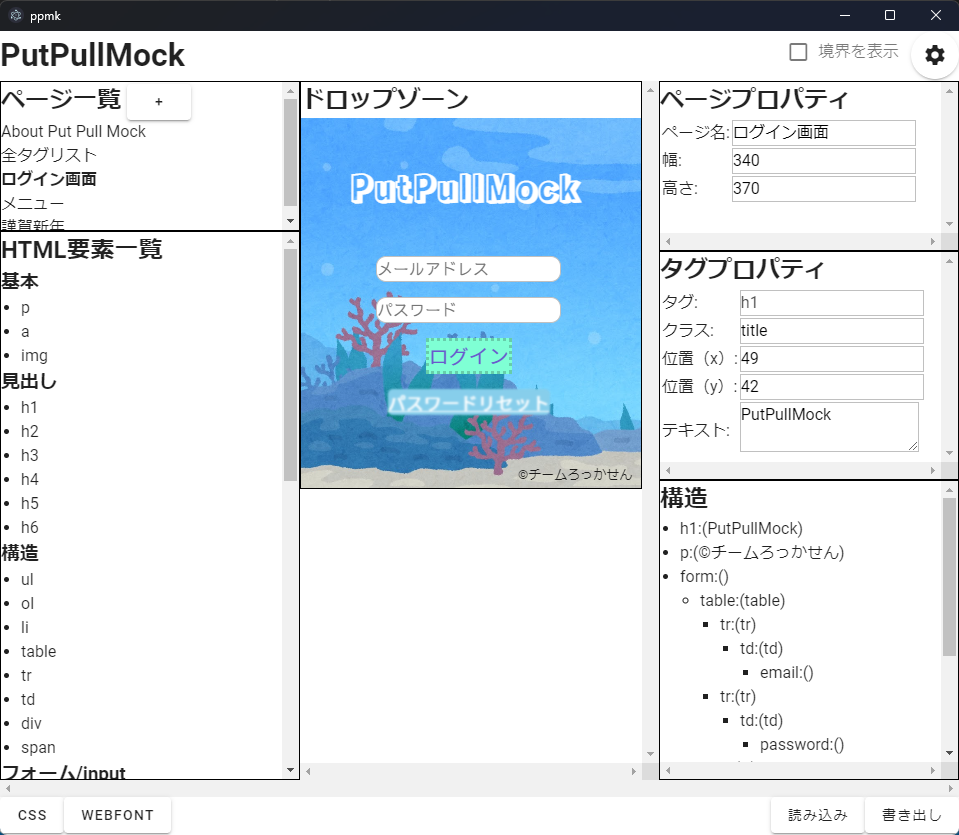 ppmk
PutPullMock
境界を表示
ページ一覧
+
About Put Pull Mock
全タグリスト
ログイン画面
メニュー
謹賀新年
HTML要素一覧
基本
p
a
img
見出し
h1
h2
h3
h4
h5
h6
構造
ul
ol
li
table
tr
td
div
span
フォーム/input
ドロップゾーン
PutPullMock
メールアドレス
パスワード
ログイン
パスワードリセット
©チームろっかせん
ページプロパティ
ページ名: ログイン画面
幅: 340
高さ: 370
タグプロパティ
タグ: h1
クラス: title
位置（x）: 49
位置（y）: 42
テキスト: PutPullMock
構造
h1:(PutPullMock)
p:(©チームろっかせん)
form:()
table:(table)
tr:(tr)
td:(td)
email:()
tr:(tr)
td:(td)
password:()
CSS
WEBFONT
読み込み
書き出し